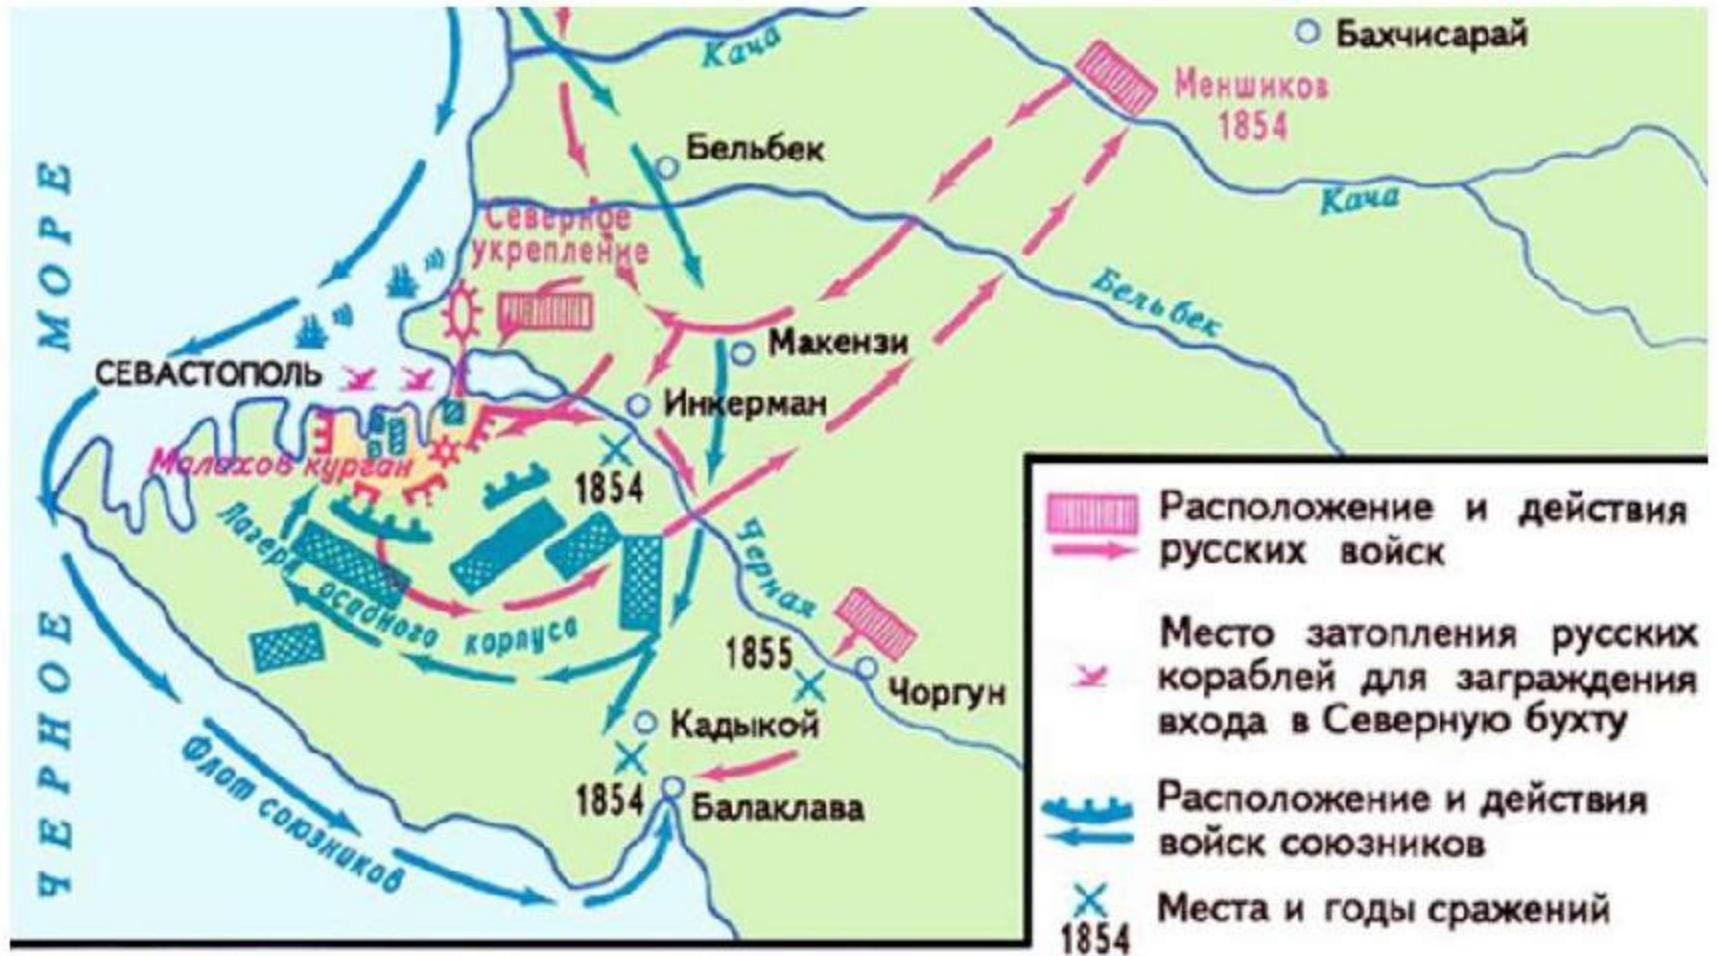 Бахчисарай
Кача
Меншиков
1854
Бельбек
Кача
Северное
укрепление
Бельбек
Макензи
СЕВАСТОПОЛЬ
Инкерман
Малахов курган
1854
Лагери осадного корпуса
Черная
1855
Чоргун
Кадыкой
1854
Балаклава
Флот союзников
ЧЕРНОЕ МОРЕ
Расположение и действия
русских войск
Место затопления русских
кораблей для заграждения
входа в Северную бухту
Расположение и действия
войск союзников
Места и годы сражений
1854